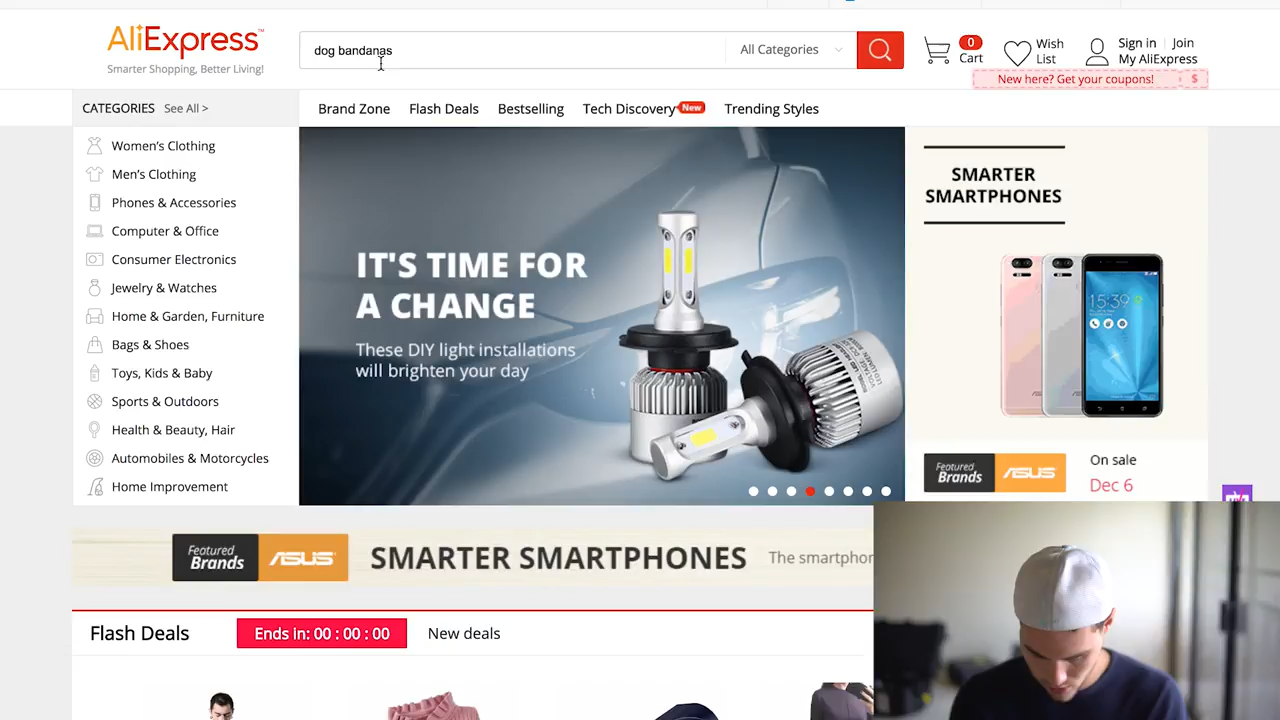 AliExpress™
Smarter Shopping, Better Living!
dog bandanas
All Categories
0
Cart
Wish
List
Sign in | Join
My AliExpress
New here? Get your coupons! $
CATEGORIES See All >
Brand Zone
Flash Deals
Bestselling
Tech Discovery New
Trending Styles
Women's Clothing
Men's Clothing
Phones & Accessories
Computer & Office
Consumer Electronics
Jewelry & Watches
Home & Garden, Furniture
Bags & Shoes
Toys, Kids & Baby
Sports & Outdoors
Health & Beauty, Hair
Automobiles & Motorcycles
Home Improvement
IT'S TIME FOR
A CHANGE
These DIY light installations
will brighten your day
SMARTER
SMARTPHONES
15:39
Featured
Brands
ASUS
On sale
Dec 6
Featured
Brands
ASUS
SMARTER SMARTPHONES
The smartphor
Flash Deals
Ends in: 00 : 00 : 00
New deals